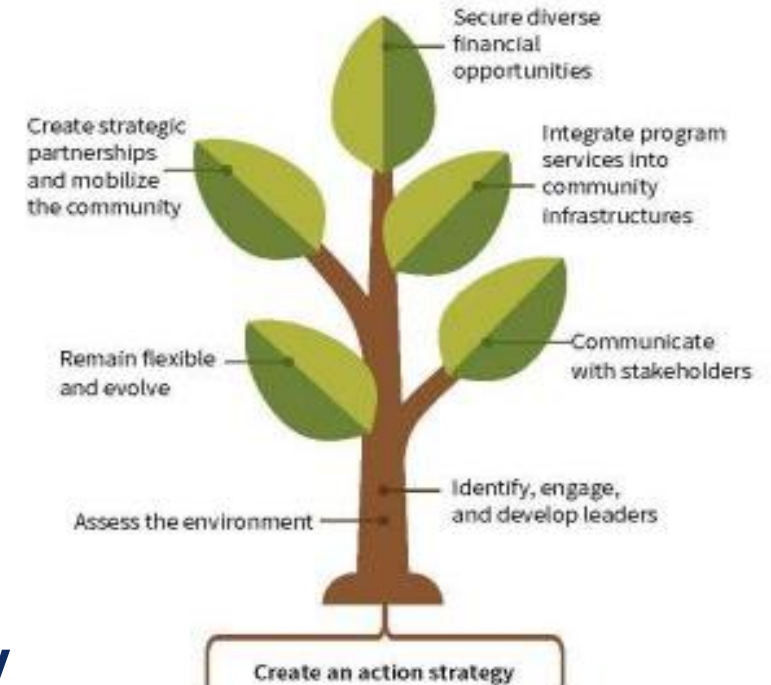 Secure diverse
financial
opportunities
Create strategic
partnerships
and mobilize
the community
Integrate program
services into
community
infrastructures
Remain flexible
and evolve
Communicate
with stakeholders
Identify, engage,
and develop leaders
Assess the environment
Create an action strategy
y